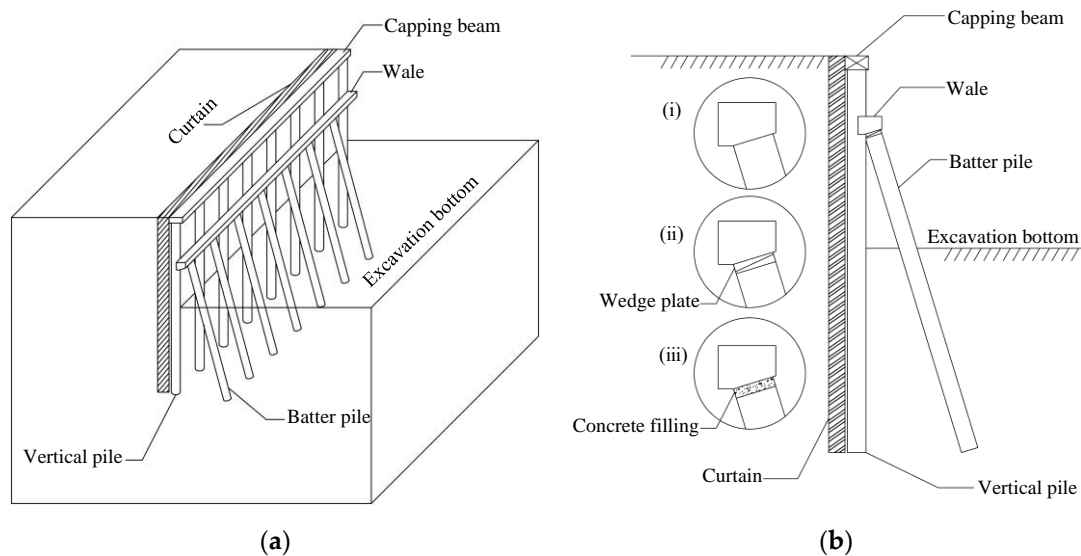 Capping beam
Wale
Curtain
Excavation bottom
Batter pile
Vertical pile
(a)
Capping beam
(i)
Wale
Batter pile
(ii)
Excavation bottom
Wedge plate
(iii)
Concrete filling
Curtain
Vertical pile
(b)